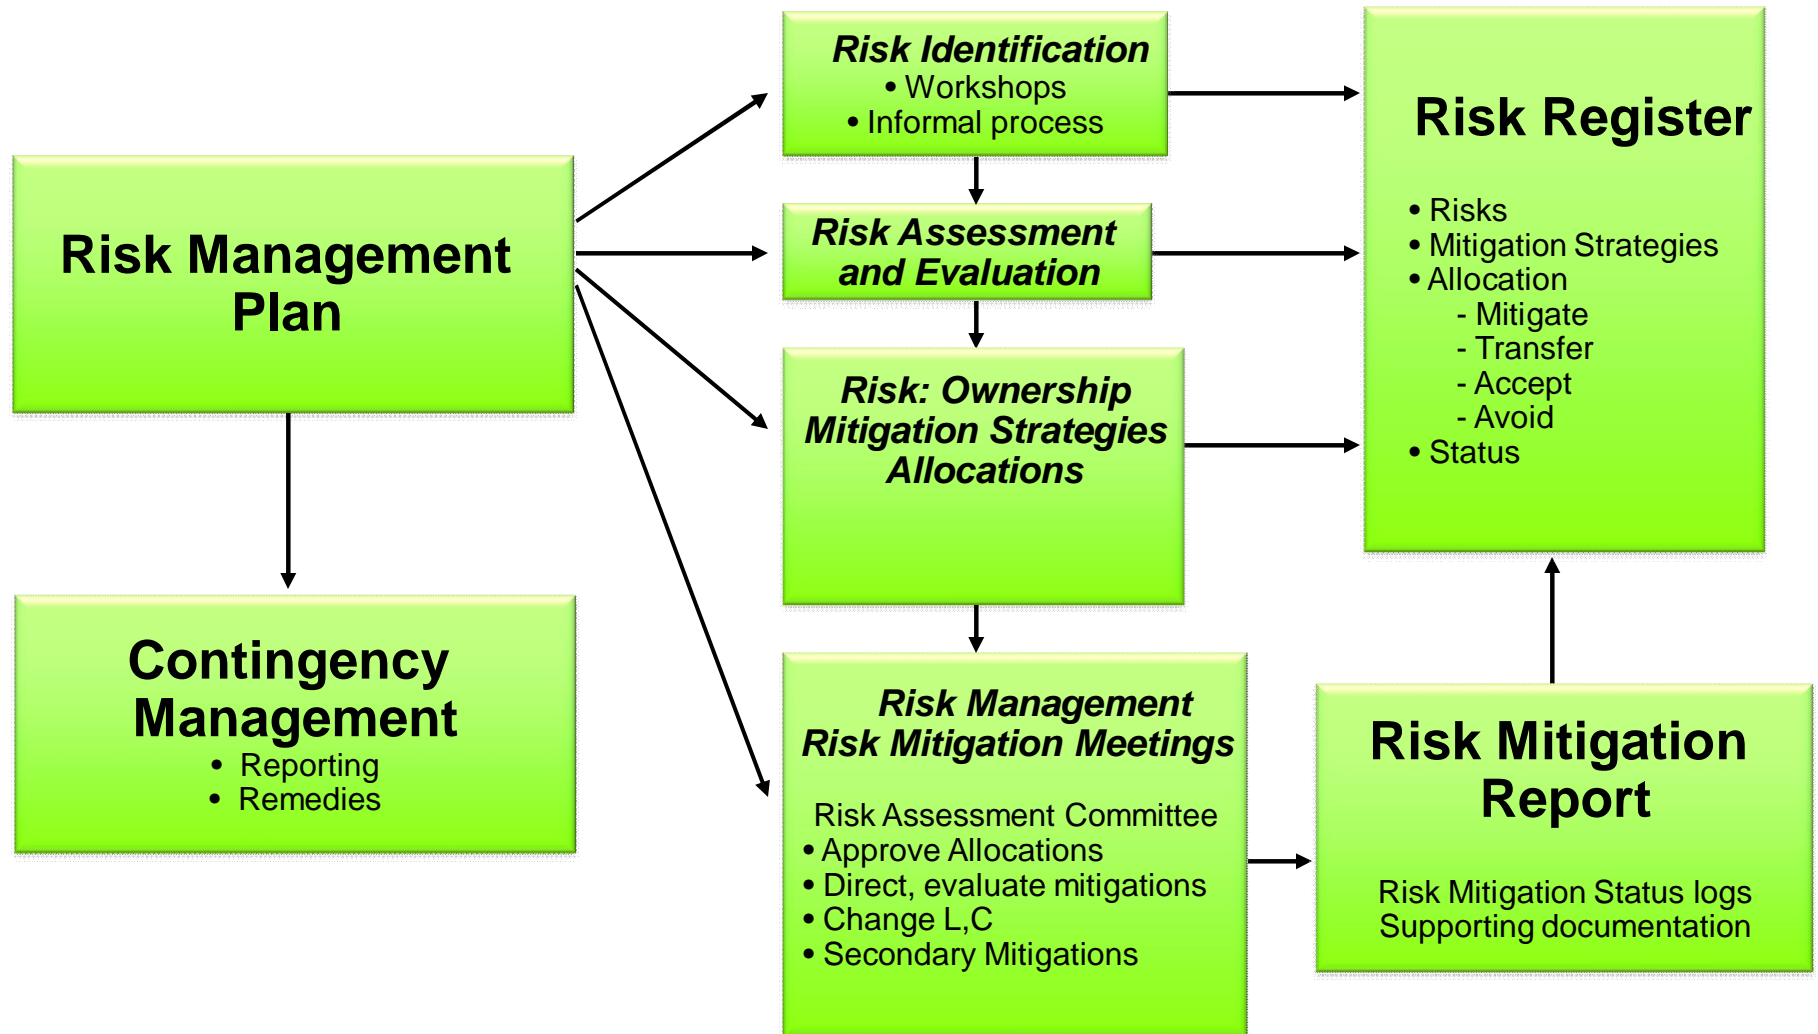 Risk Management
Plan
Contingency
Management
• Reporting
• Remedies
Risk Identification
• Workshops
• Informal process
Risk Assessment
and Evaluation
Risk: Ownership
Mitigation Strategies
Allocations
Risk Management
Risk Mitigation Meetings
Risk Assessment Committee
• Approve Allocations
• Direct, evaluate mitigations
• Change L,C
• Secondary Mitigations
Risk Register
• Risks
• Mitigation Strategies
• Allocation
- Mitigate
- Transfer
- Accept
- Avoid
• Status
Risk Mitigation
Report
Risk Mitigation Status logs
Supporting documentation